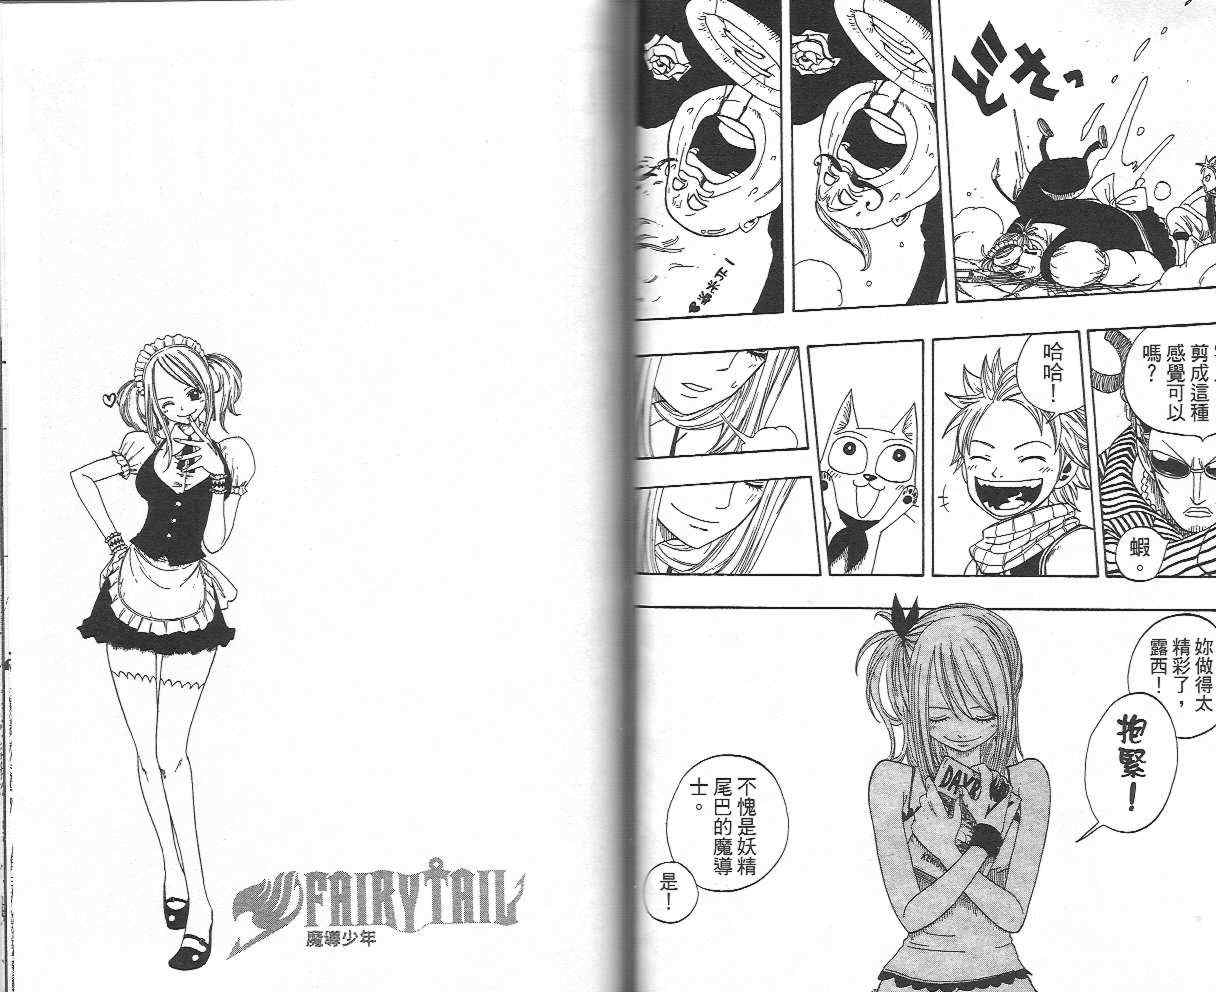 一片光溜
哈哈！
剪成這種
感覺可以
嗎？
蝦。
妳做得太
精彩了，
露西！
抱緊！
DAY
不愧是妖精
尾巴的魔導
士。
是！
FAIRY TAIL
魔導少年